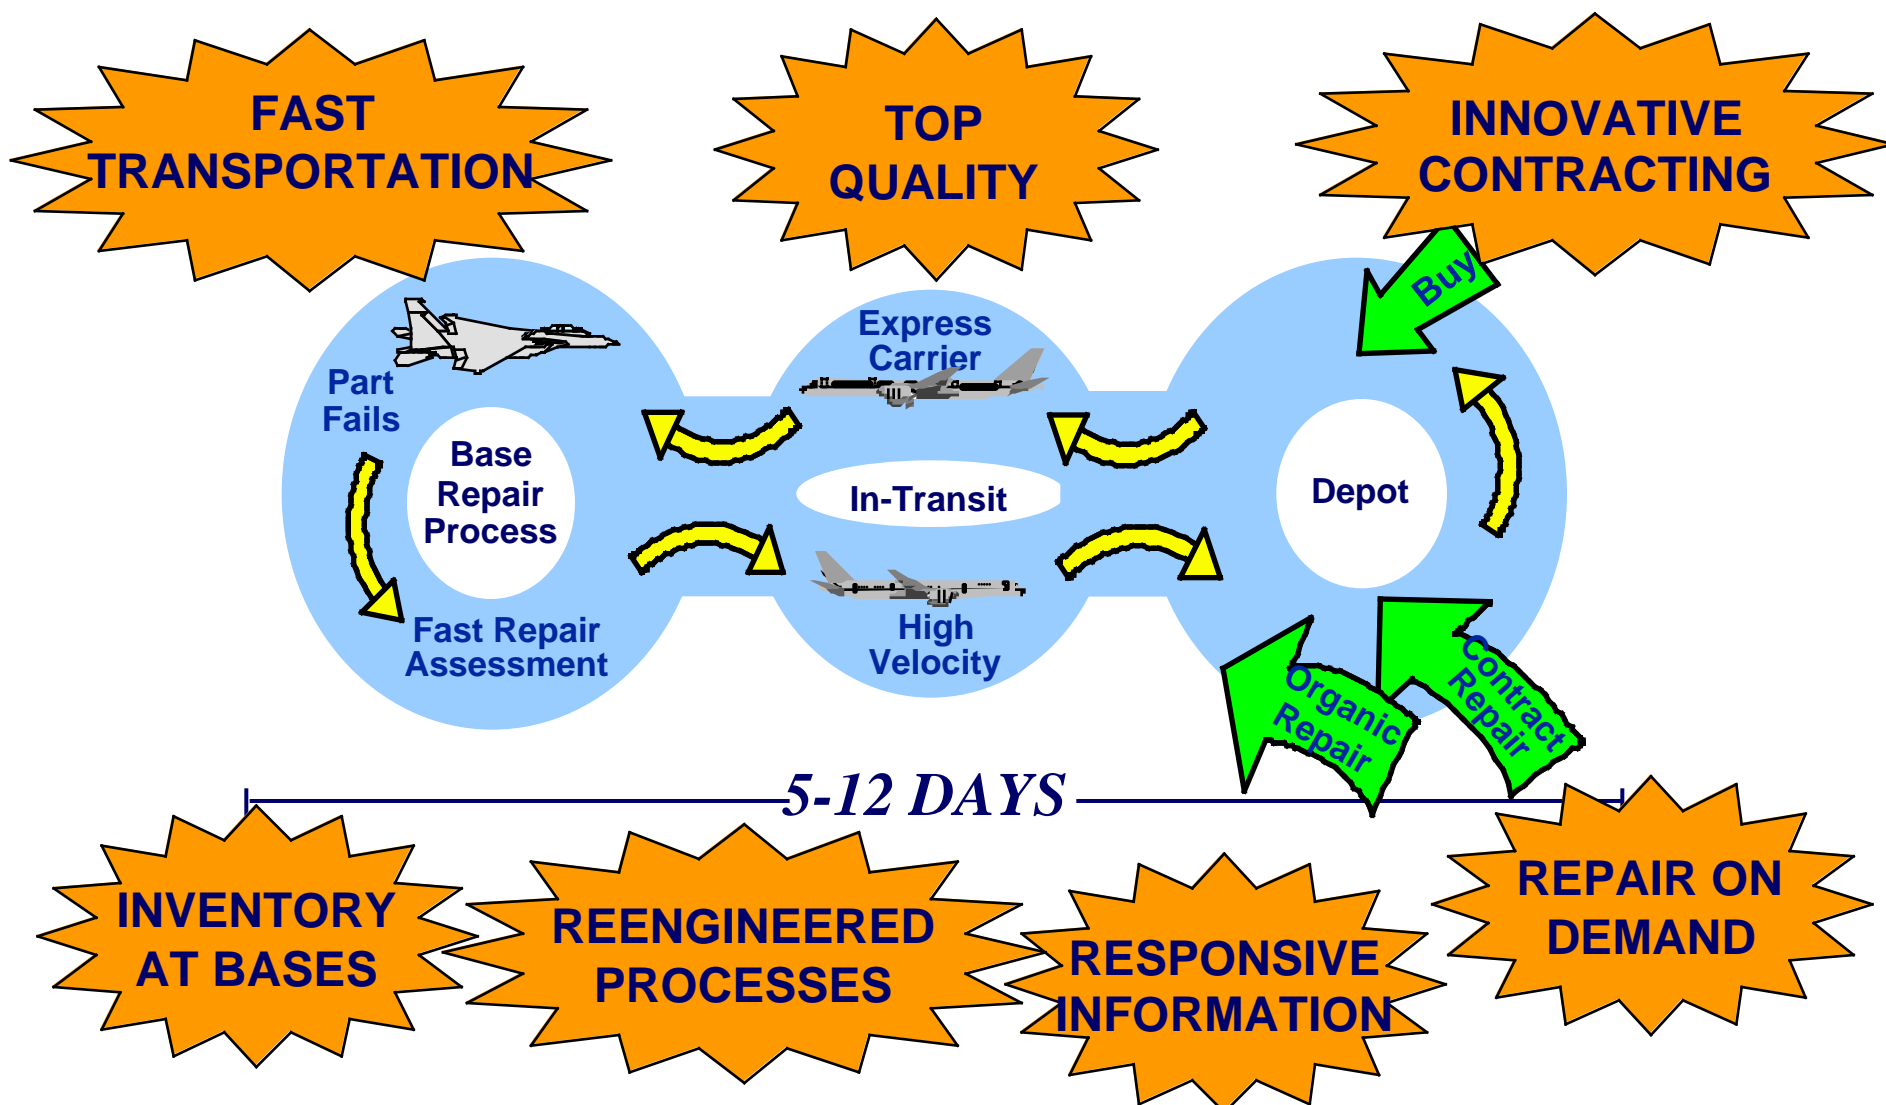 FAST
TRANSPORTATION
TOP
QUALITY
INNOVATIVE
CONTRACTING
Buy
Express
Carrier
Part
Fails
Base
Repair
Process
In-Transit
Depot
Fast Repair
Assessment
High
Velocity
Organic
Repair
Contract
Repair
5-12 DAYS
INVENTORY
AT BASES
REENGINEERED
PROCESSES
RESPONSIVE
INFORMATION
REPAIR ON
DEMAND